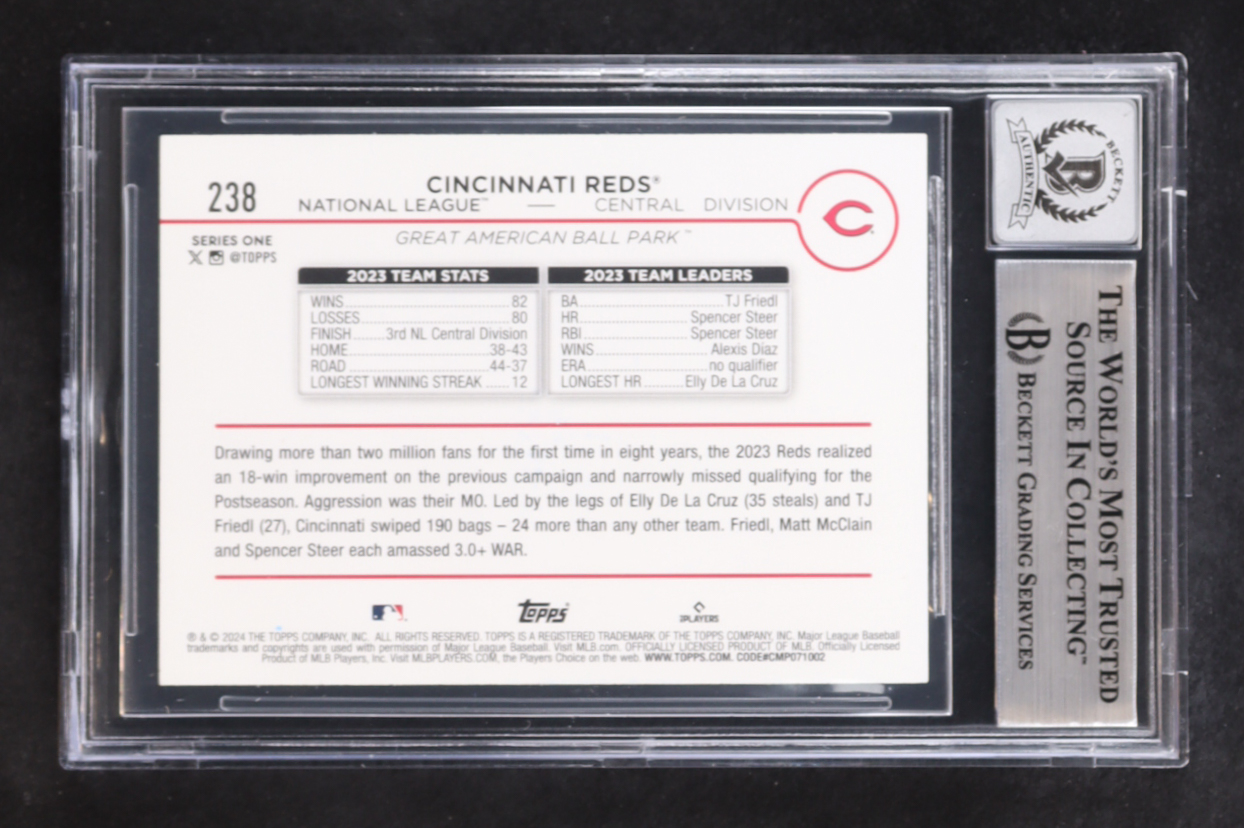 238
CINCINNATI REDS®
NATIONAL LEAGUE™ — CENTRAL DIVISION
C
SERIES ONE
@TOPPS
GREAT AMERICAN BALL PARK™
2023 TEAM STATS
WINS 82
LOSSES 80
FINISH 3rd NL Central Division
HOME 38-43
ROAD 44-37
LONGEST WINNING STREAK 12
2023 TEAM LEADERS
BA TJ Friedl
HR Spencer Steer
RBI Spencer Steer
WINS Alexis Díaz
ERA no qualifier
LONGEST HR Elly De La Cruz
Drawing more than two million fans for the first time in eight years, the 2023 Reds realized
an 18-win improvement on the previous campaign and narrowly missed qualifying for the
Postseason. Aggression was their MO. Led by the legs of Elly De La Cruz (35 steals) and TJ
Friedl (27), Cincinnati swiped 190 bags – 24 more than any other team. Friedl, Matt McClain
and Spencer Steer each amassed 3.0+ WAR.
Topps
PLAYERS
® & © 2024 THE TOPPS COMPANY, INC. ALL RIGHTS RESERVED. TOPPS IS A REGISTERED TRADEMARK OF THE TOPPS COMPANY, INC. Major League Baseball
trademarks and copyrights are used with permission of Major League Baseball. Visit MLB.com. OFFICIALLY LICENSED PRODUCT OF MLB. Officially Licensed
Product of MLB Players, Inc. Visit MLBPLAYERS.COM, the Players Choice on the web. WWW.TOPPS.COM. CODE#CMP071002
BECKETT
B
AUTHENTIC
THE WORLD'S MOST TRUSTED
SOURCE IN COLLECTING™
B BECKETT GRADING SERVICES